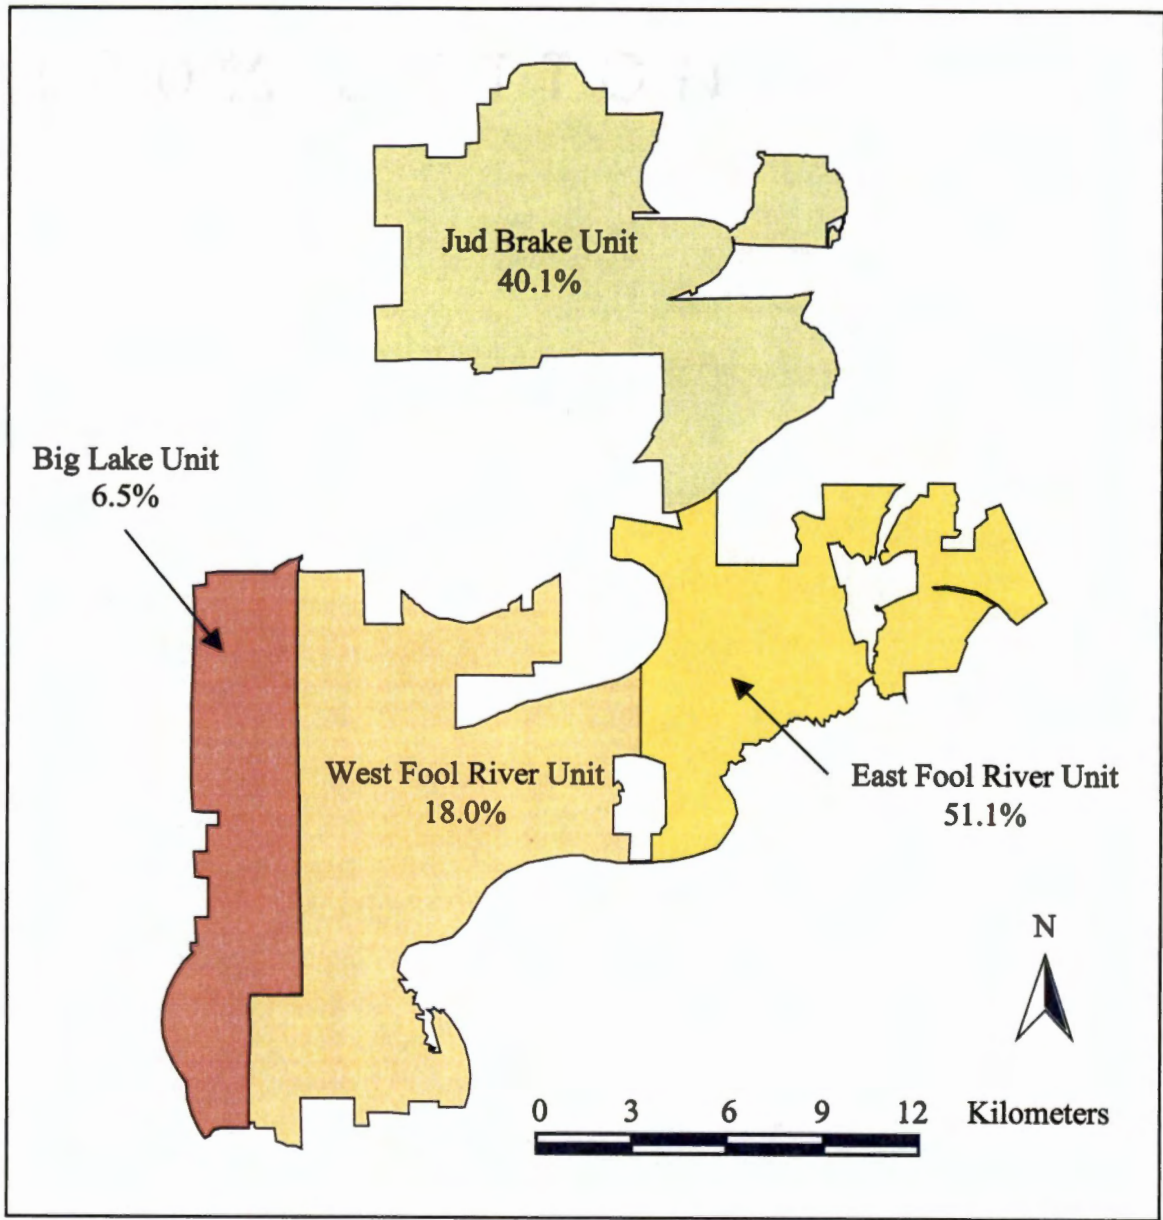 Jud Brake Unit
40.1%
Big Lake Unit
6.5%
West Fool River Unit
18.0%
East Fool River Unit
51.1%
N
0 3 6 9 12 Kilometers